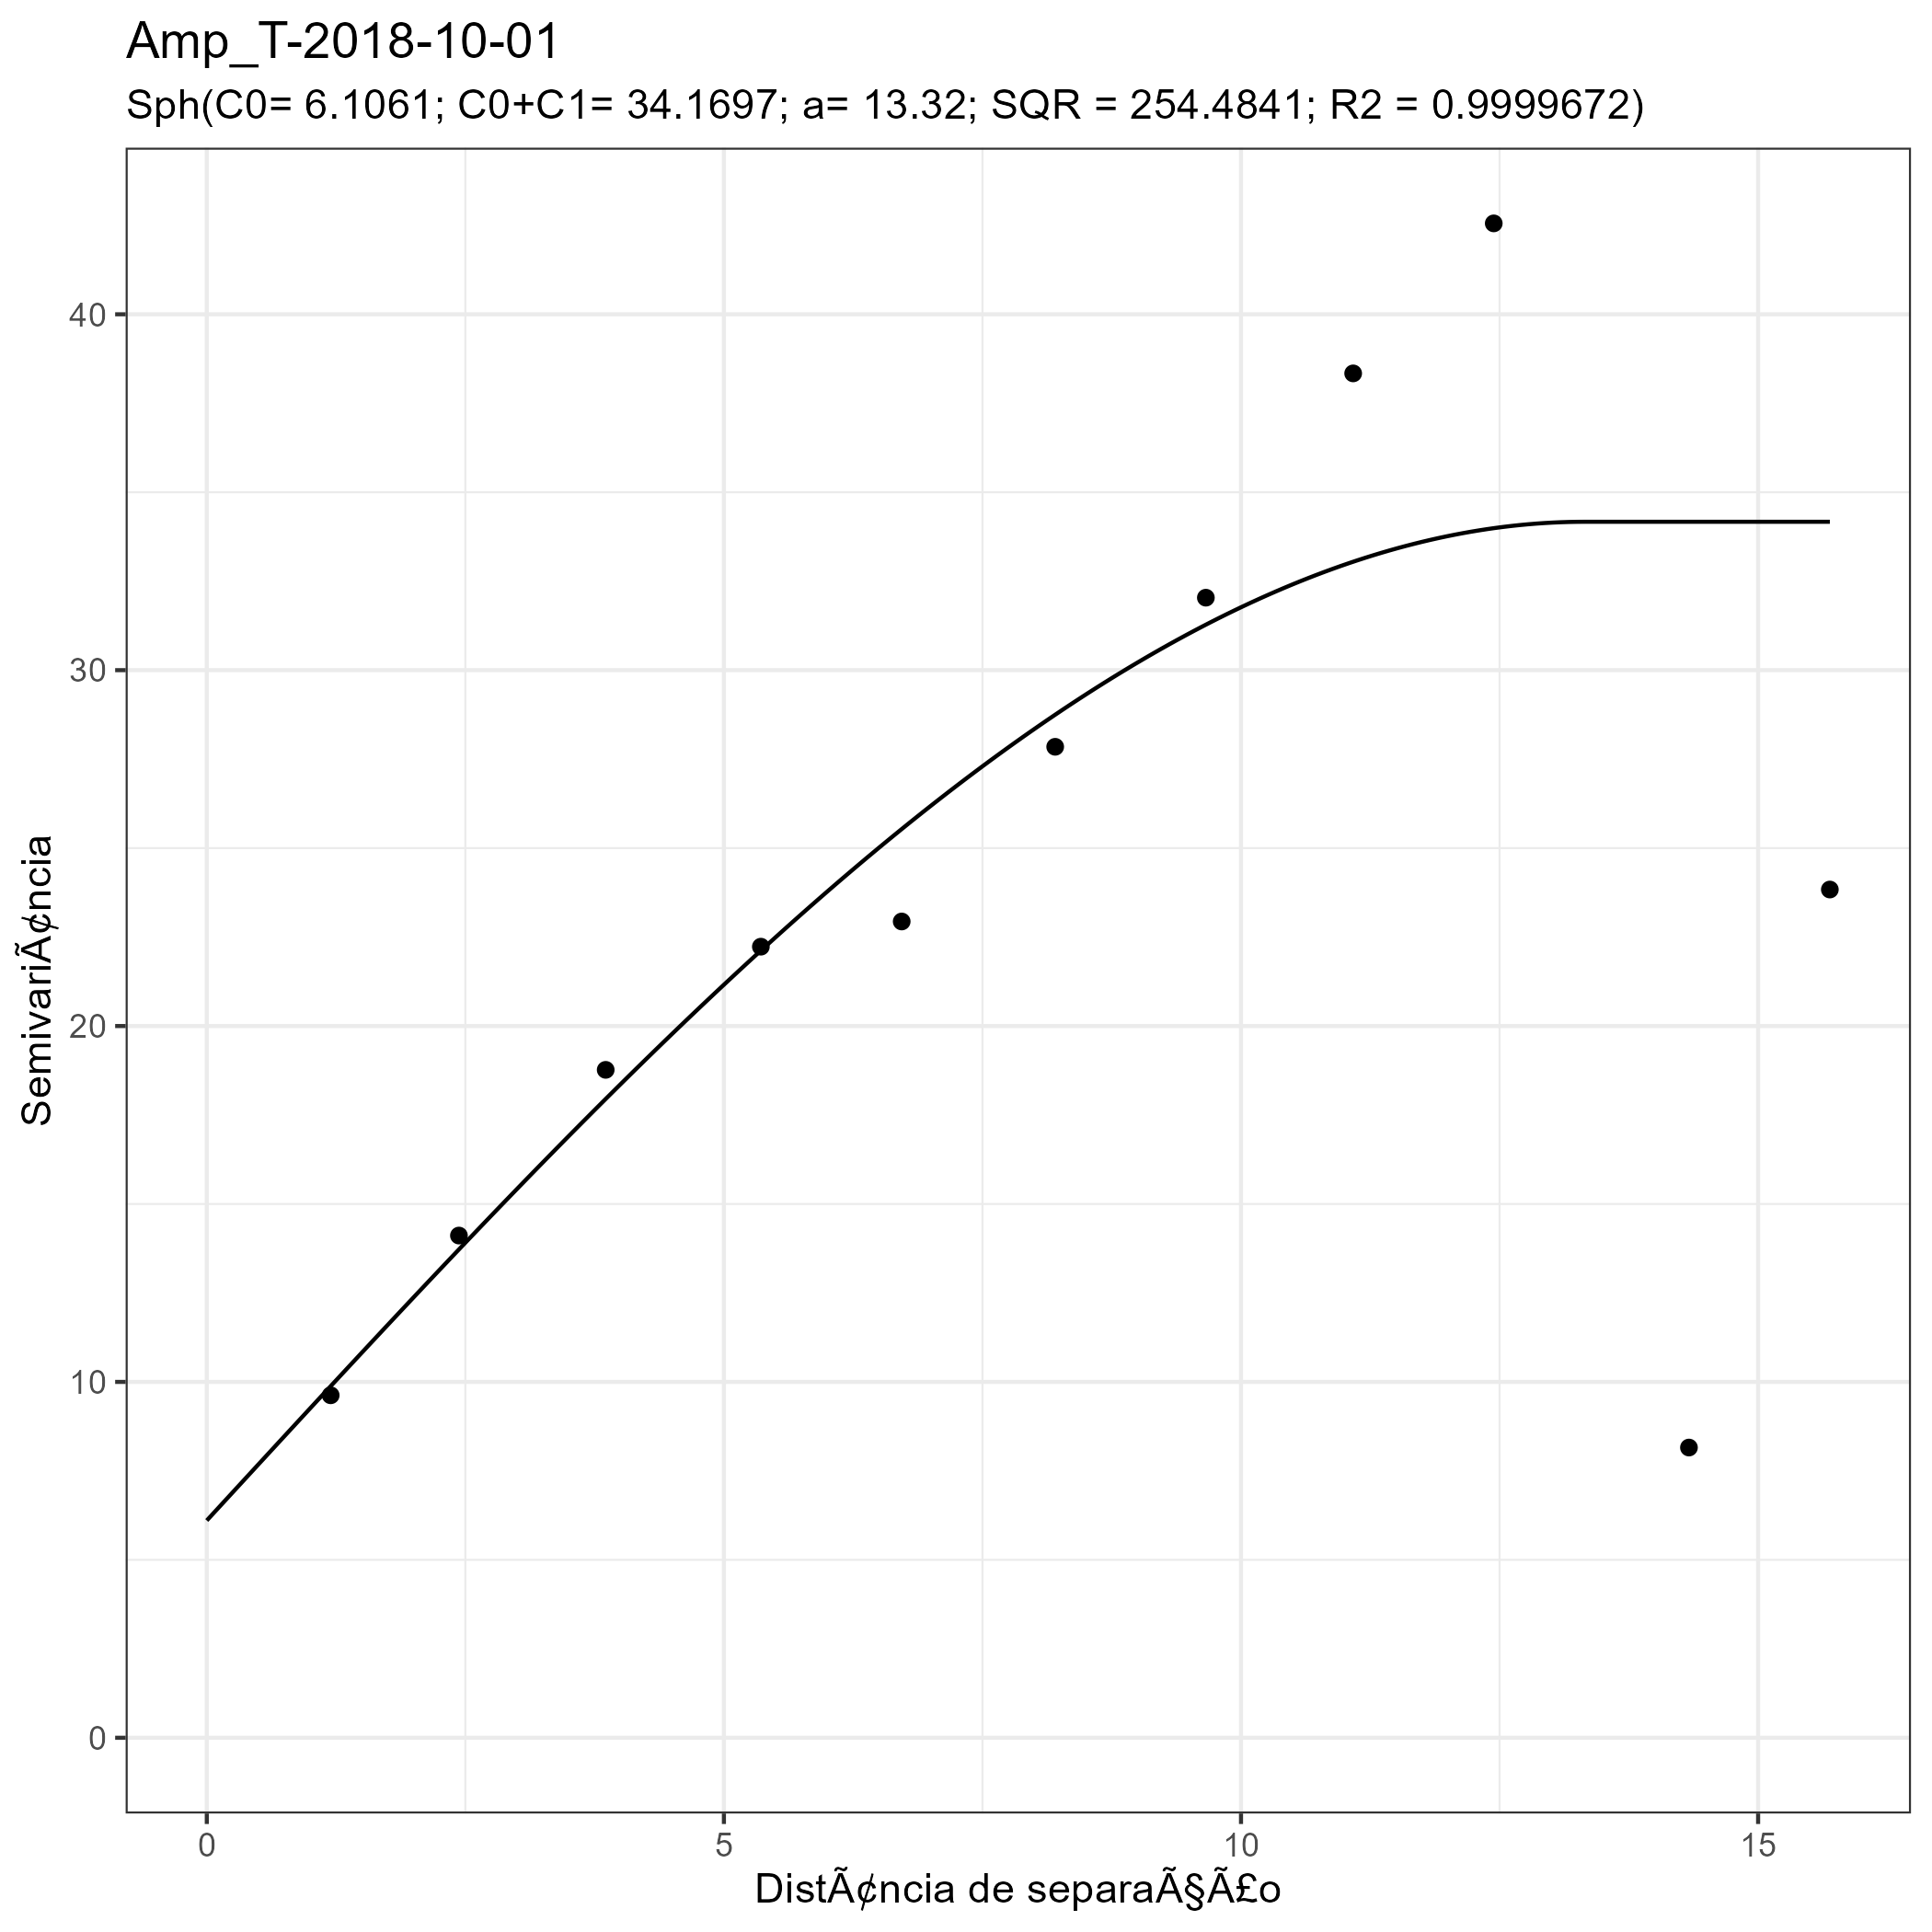 Amp_T-2018-10-01
Sph(C0= 6.1061; C0+C1= 34.1697; a= 13.32; SQR = 254.4841; R2 = 0.9999672)
SemivariÃ¢ncia
40
30
20
10
0
0 5 10 15
DistÃ¢ncia de separaÃ§Ã£o